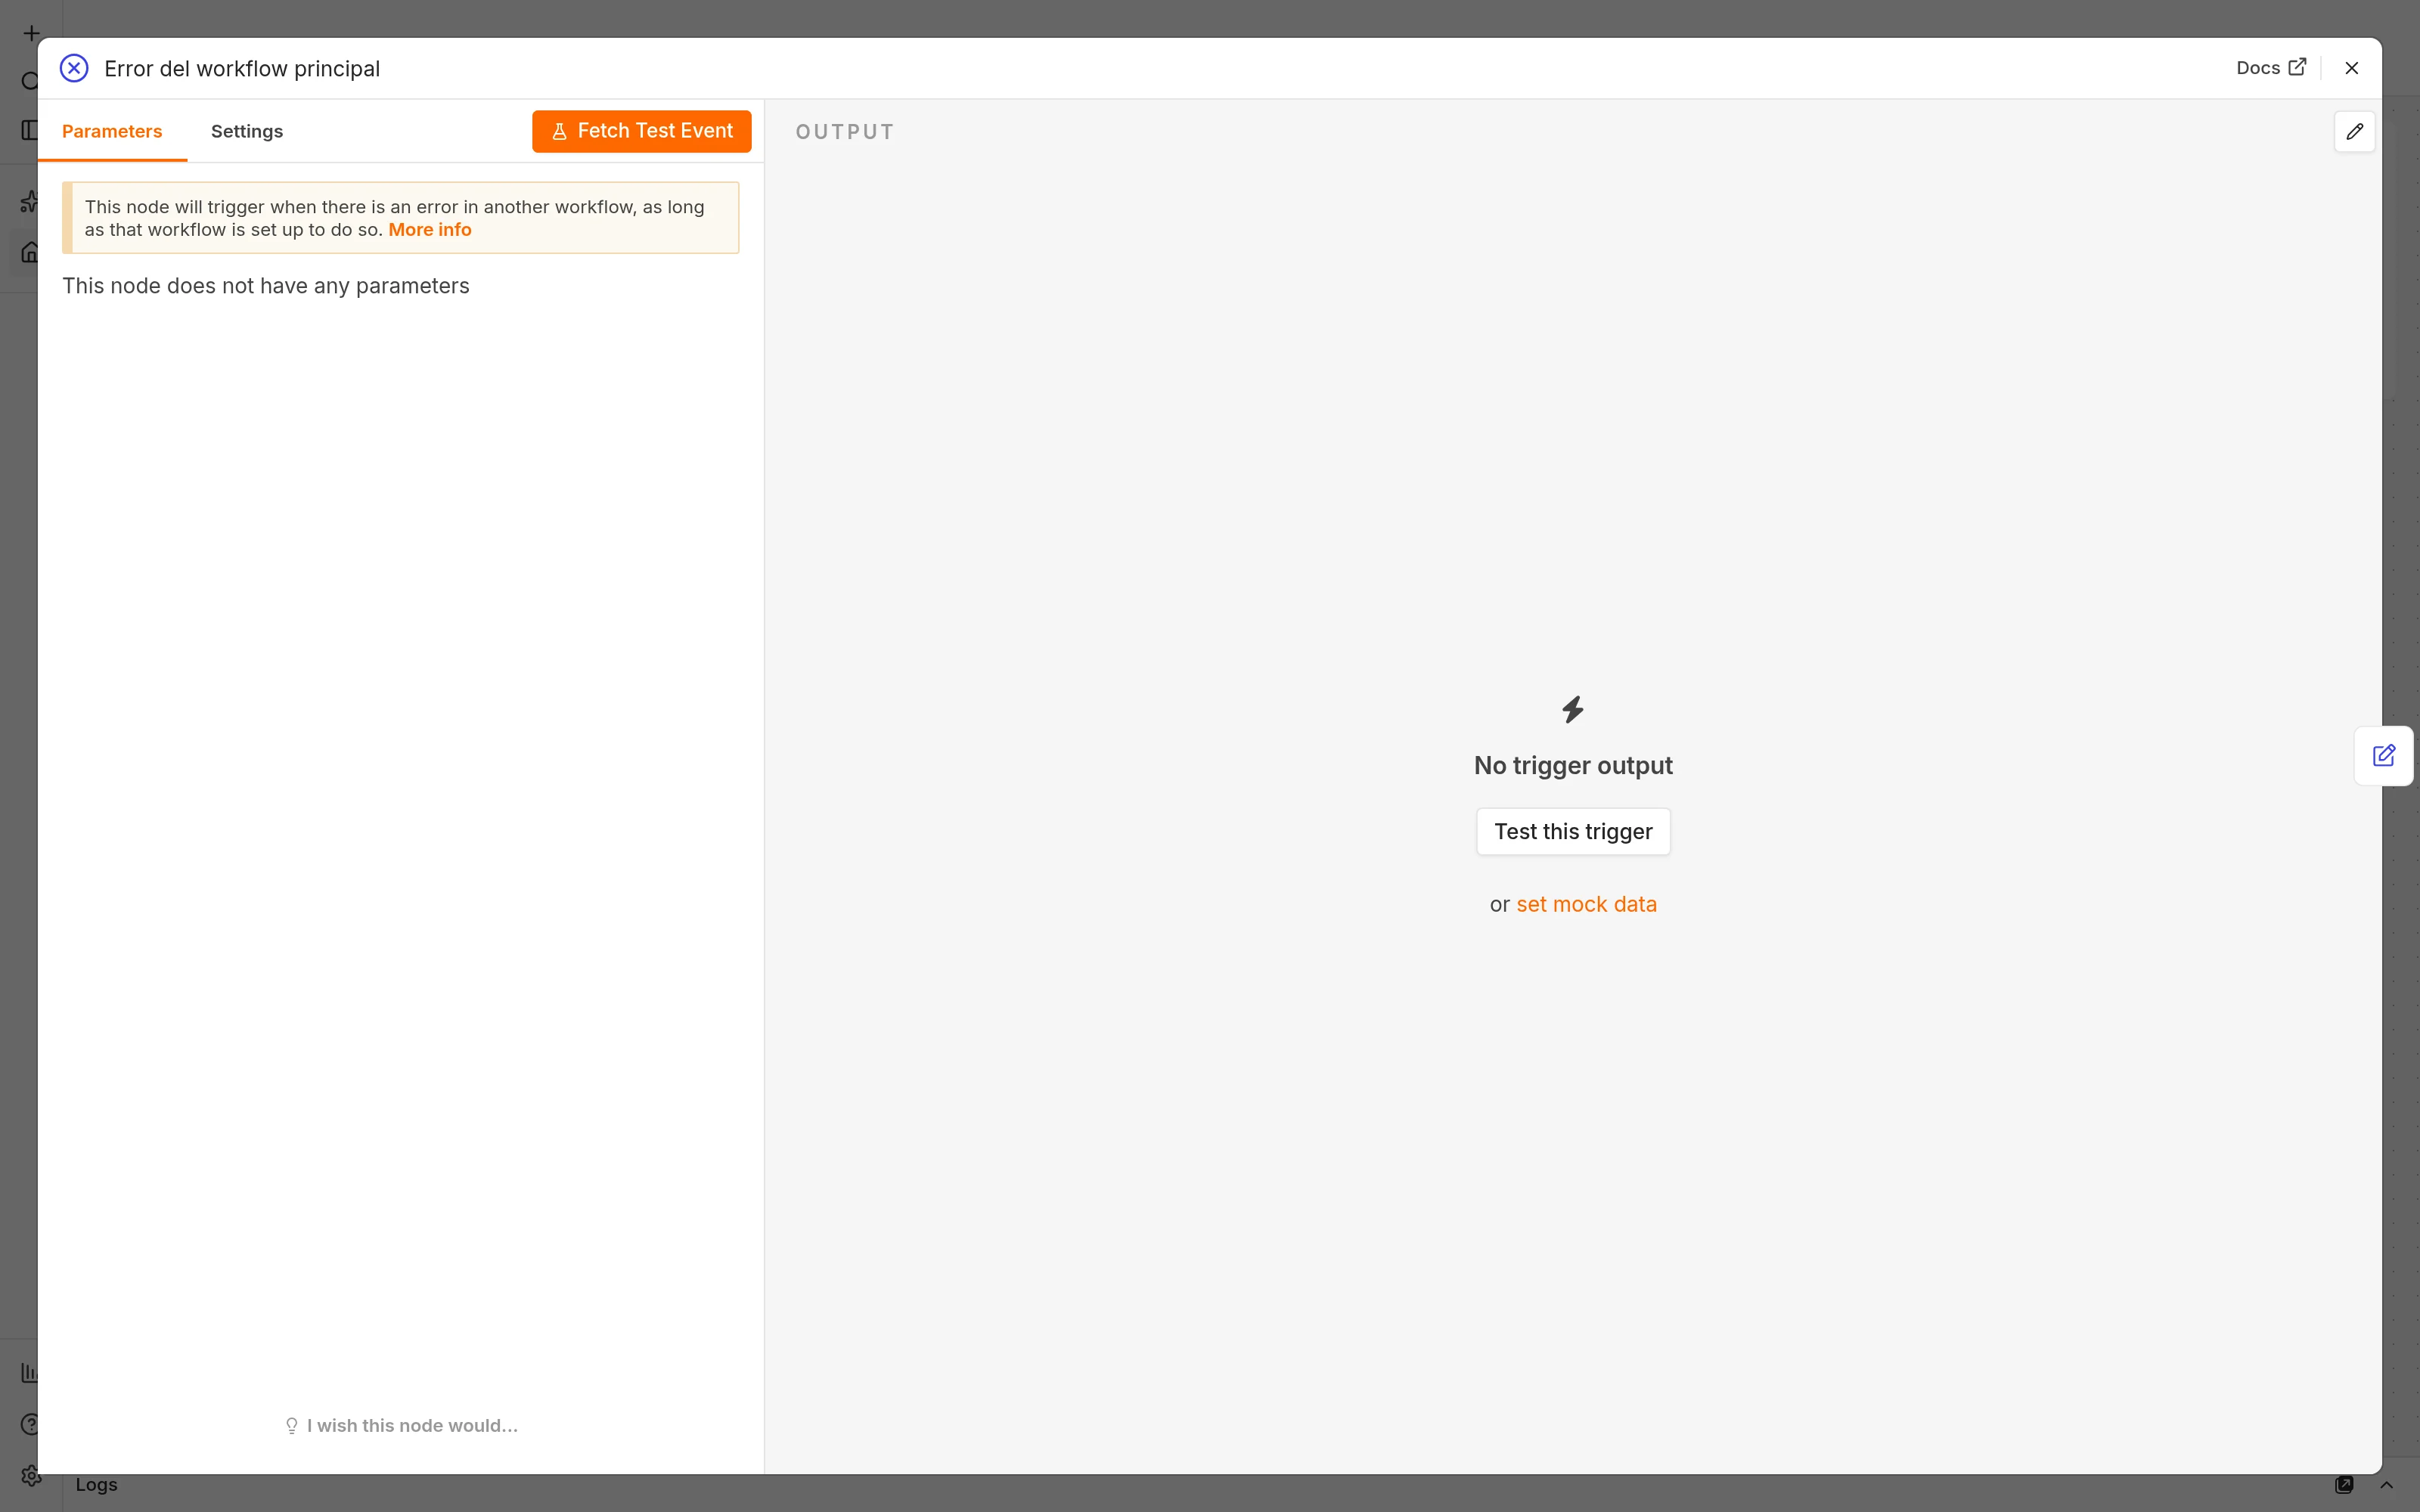 Error del workflow principal
Docs
Parameters
Settings
Fetch Test Event
OUTPUT
This node will trigger when there is an error in another workflow, as long
as that workflow is set up to do so. More info
This node does not have any parameters
No trigger output
Test this trigger
or set mock data
I wish this node would...
Logs